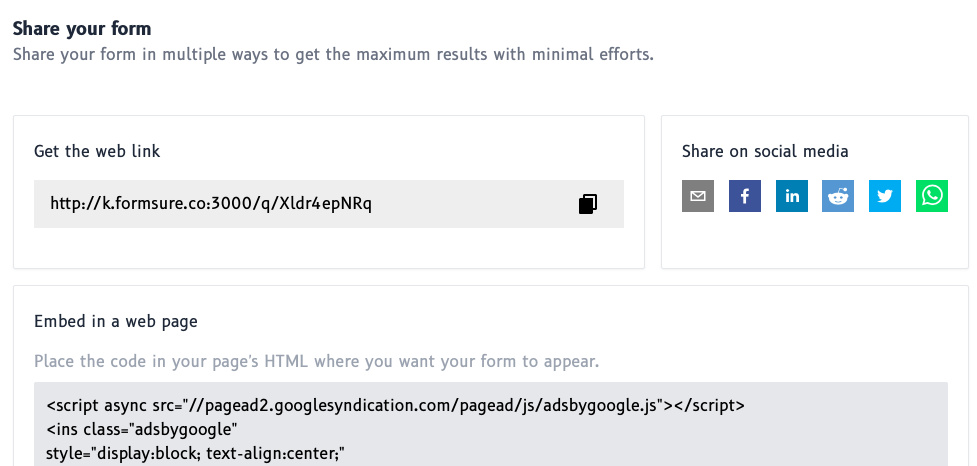 Share your form
Share your form in multiple ways to get the maximum results with minimal efforts.
Get the web link
Share on social media
http://k.formsure.co:3000/q/Xldr4epNRq
f
in
Embed in a web page
Place the code in your page's HTML where you want your form to appear.
<script async src="//pagead2.googlesyndication.com/pagead/js/adsbygoogle.js"></script>
<ins class="adsbygoogle"
style="display:block; text-align:center;"